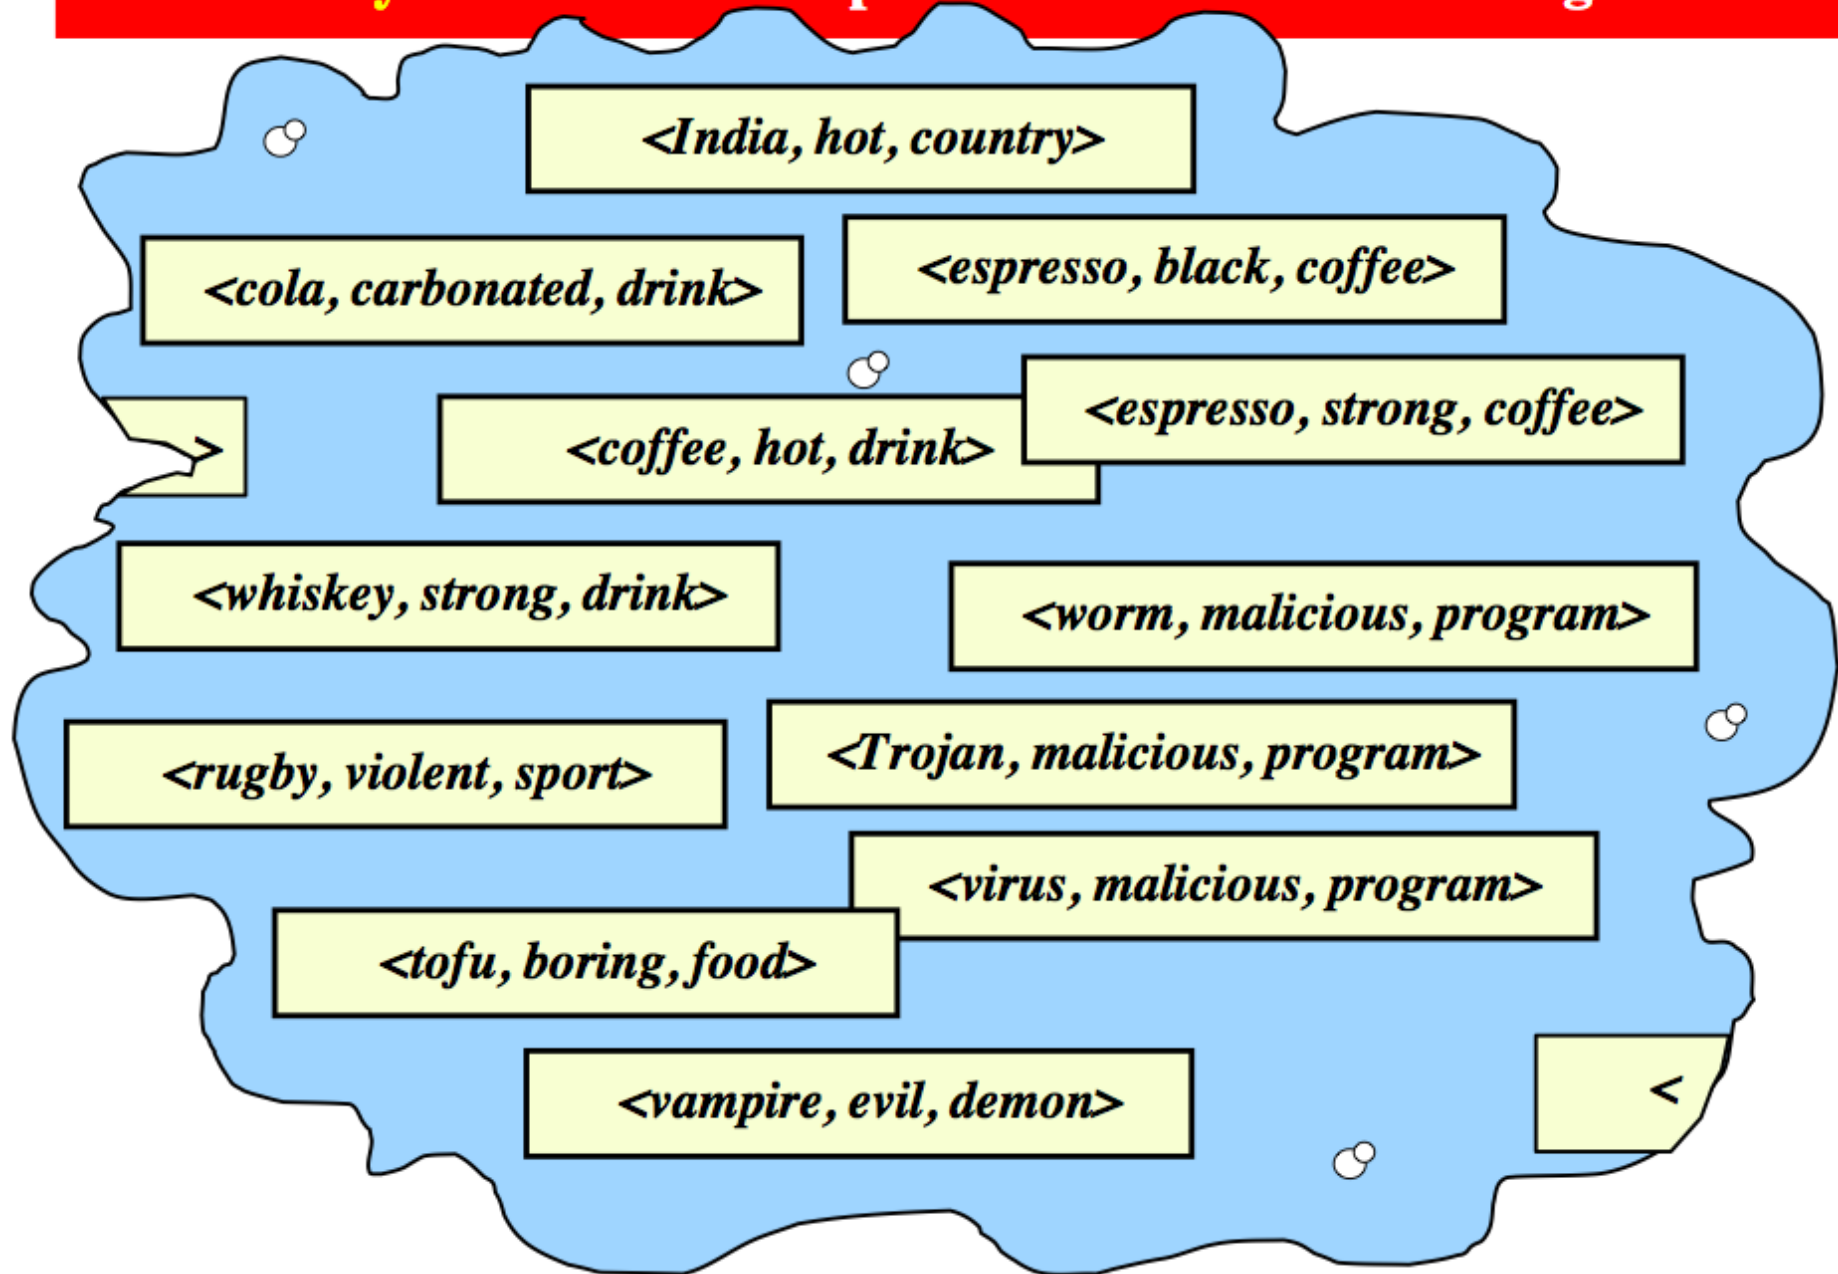 <India, hot, country>
<espresso, black, coffee>
<cola, carbonated, drink>
<espresso, strong, coffee>
>
<coffee, hot, drink>
<whiskey, strong, drink>
<worm, malicious, program>
<Trojan, malicious, program>
<rugby, violent, sport>
<virus, malicious, program>
<tofu, boring, food>
<
<vampire, evil, demon>